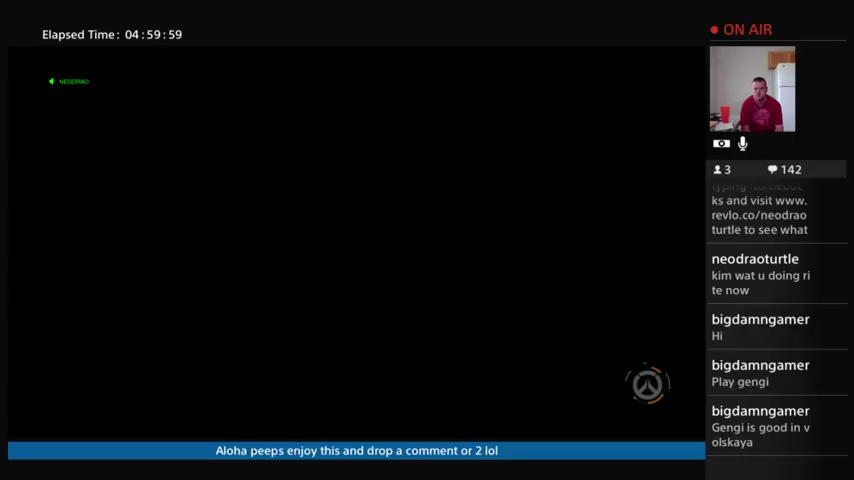 Elapsed Time: 04:59:59
ON AIR
NEODRAO
3 142
ks and visit www.
revlo.co/neodrao
turtle to see what
neodraoturtle
kim wat u doing ri
te now
bigdamngamer
Hi
bigdamngamer
Play gengi
bigdamngamer
Gengi is good in v
olskaya
Aloha peeps enjoy this and drop a comment or 2 lol